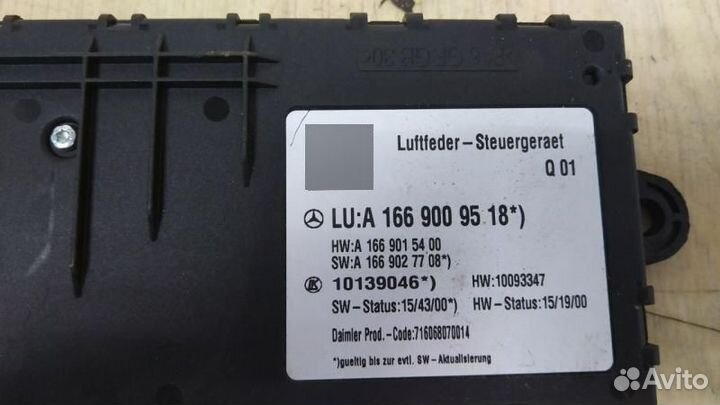 Luftfeder-Steuergeraet
Q 01
LU:A 166 900 95 18*)
HW:A 166 901 54 00
SW:A 166 902 77 08*)
10139046*) HW:10093347
SW-Status:15/43/00*) HW-Status:15/19/00
Daimler Prod.-Code:716068070014
*)gueltig bis zur evtl. SW-Aktualisierung
Avito